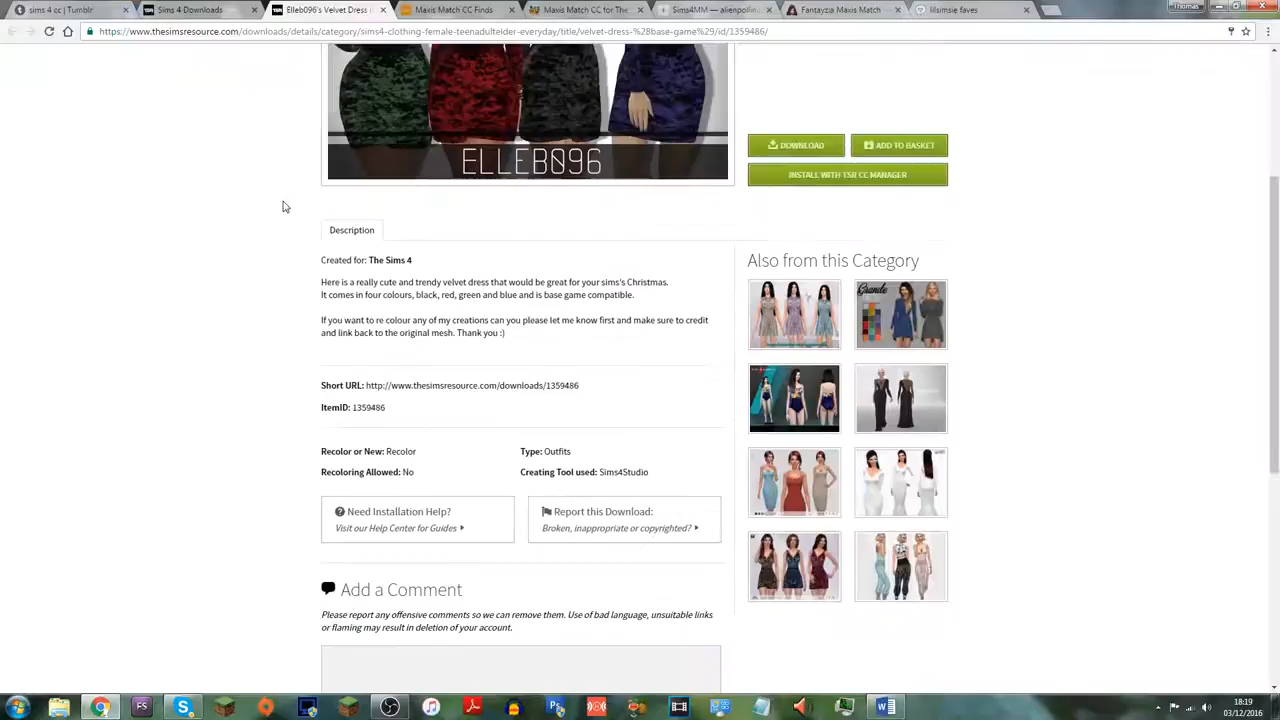 sims 4 cc | Tumblr
Sims 4 Downloads
Elleb096's Velvet Dress
Maxis Match CC Finds
Maxis Match CC for The
Sims4MM — alienpoli
Fantayzia Maxis Match
lilsimsie faves
Thomas
https://www.thesimsresource.com/downloads/details/category/sims4-clothing-female-teenadultelder-everyday/title/velvet-dress-%28base-game%29/id/1359486/
ELLEB096
DOWNLOAD
ADD TO BASKET
INSTALL WITH TSR CC MANAGER
Description
Created for: The Sims 4
Here is a really cute and trendy velvet dress that would be great for your sims's Christmas.
It comes in four colours, black, red, green and blue and is base game compatible.
If you want to re colour any of my creations can you please let me know first and make sure to credit
and link back to the original mesh. Thank you :)
Short URL: http://www.thesimsresource.com/downloads/1359486
ItemID: 1359486
Recolor or New: Recolor
Type: Outfits
Recoloring Allowed: No
Creating Tool used: Sims4Studio
Need Installation Help?
Visit our Help Center for Guides
Report this Download:
Broken, inappropriate or copyrighted?
Add a Comment
Please report any offensive comments so we can remove them. Use of bad language, unsuitable links
or flaming may result in deletion of your account.
Also from this Category
Grande
FS
18:19
03/12/2016